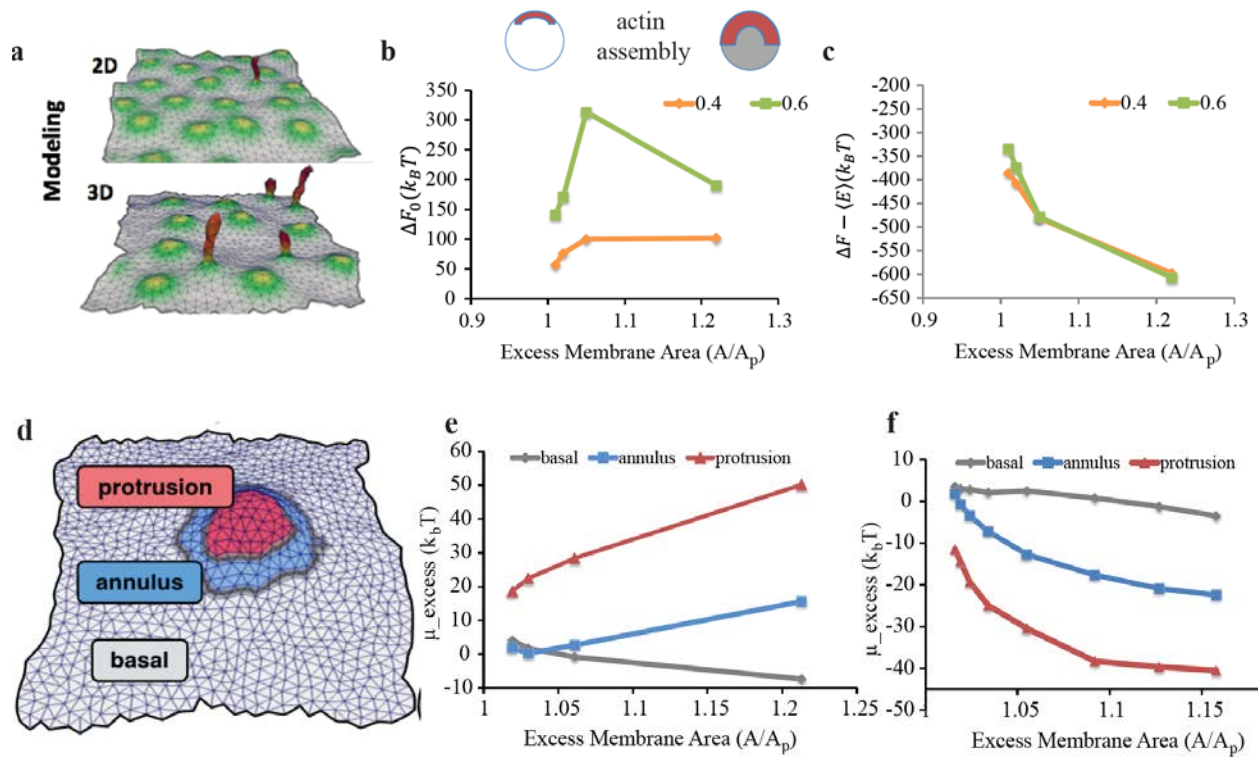 a
2D
Modeling
3D
b
actin
assembly
350
300
250
200
150
100
50
0
ΔF₀(k_BT)
0.4
0.6
0.9
1
1.1
1.2
1.3
Excess Membrane Area (A/Aₚ)
c
-200
-250
-300
-350
-400
-450
-500
-550
-600
-650
ΔF − ⟨E⟩(k_BT)
0.4
0.6
0.9
1
1.1
1.2
1.3
Excess Membrane Area (A/Aₚ)
d
protrusion
annulus
basal
e
60
50
40
30
20
10
0
-10
μ_excess (k_bT)
basal
annulus
protrusion
1
1.05
1.1
1.15
1.2
1.25
Excess Membrane Area (A/Aₚ)
f
10
0
-10
-20
-30
-40
-50
μ_excess (k_bT)
basal
annulus
protrusion
1
1.05
1.1
1.15
Excess Membrane Area (A/Aₚ)